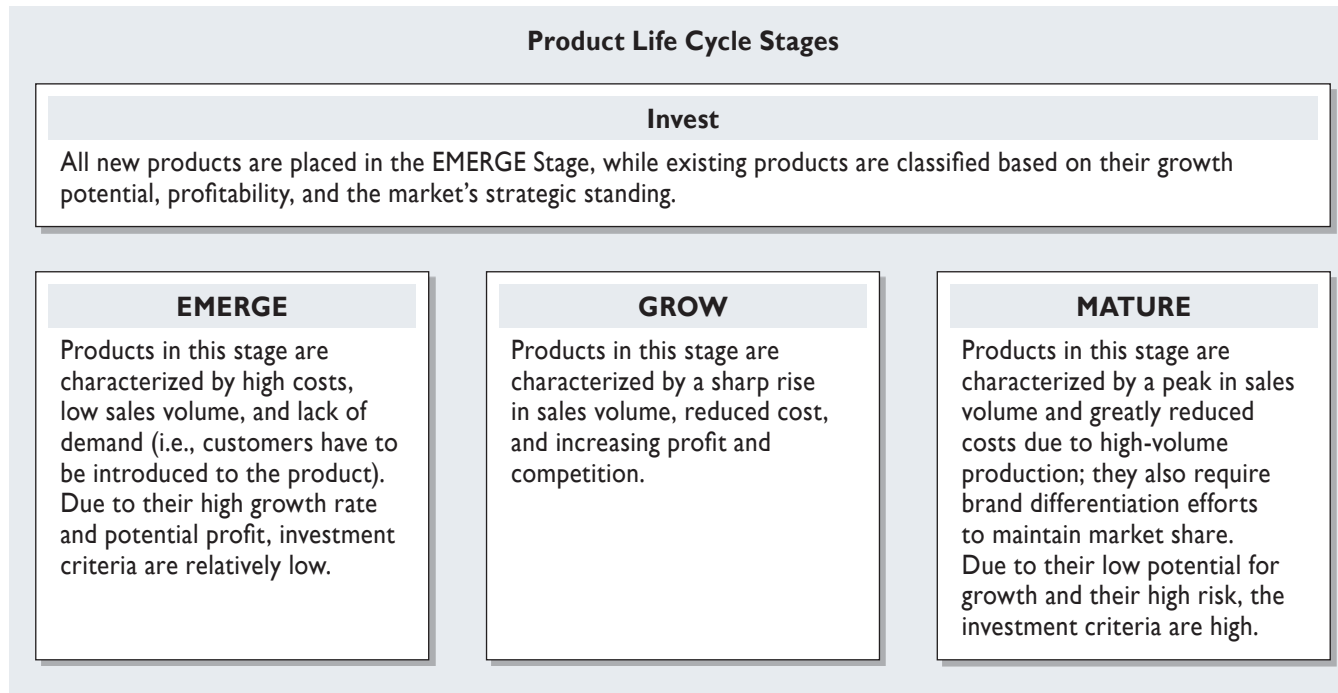 Product Life Cycle Stages
Invest
All new products are placed in the EMERGE Stage, while existing products are classified based on their growth
potential, profitability, and the market’s strategic standing.
EMERGE
Products in this stage are
characterized by high costs,
low sales volume, and lack of
demand (i.e., customers have to
be introduced to the product).
Due to their high growth rate
and potential profit, investment
criteria are relatively low.
GROW
Products in this stage are
characterized by a sharp rise
in sales volume, reduced cost,
and increasing profit and
competition.
MATURE
Products in this stage are
characterized by a peak in sales
volume and greatly reduced
costs due to high-volume
production; they also require
brand differentiation efforts
to maintain market share.
Due to their low potential for
growth and their high risk, the
investment criteria are high.